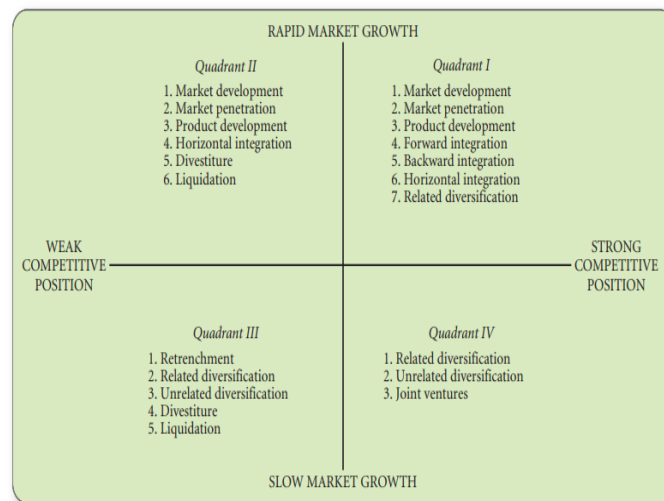 RAPID MARKET GROWTH
Quadrant II
1. Market development
2. Market penetration
3. Product development
4. Horizontal integration
5. Divestiture
6. Liquidation
Quadrant I
1. Market development
2. Market penetration
3. Product development
4. Forward integration
5. Backward integration
6. Horizontal integration
7. Related diversification
WEAK
COMPETITIVE
POSITION
STRONG
COMPETITIVE
POSITION
Quadrant III
1. Retrenchment
2. Related diversification
3. Unrelated diversification
4. Divestiture
5. Liquidation
Quadrant IV
1. Related diversification
2. Unrelated diversification
3. Joint ventures
SLOW MARKET GROWTH